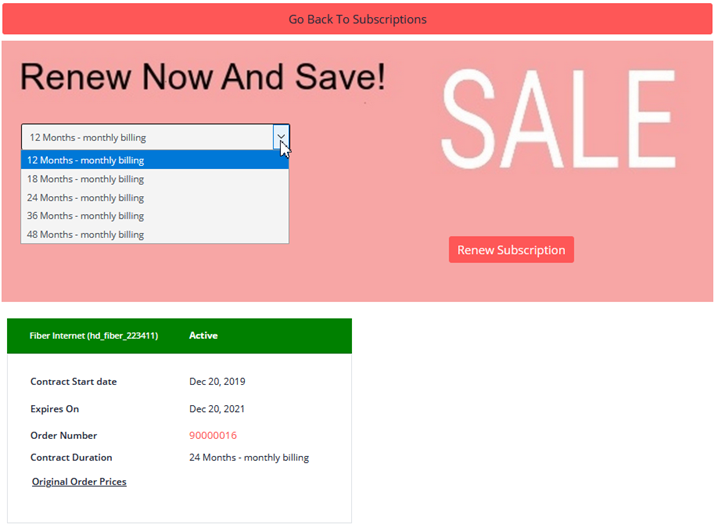 Go Back To Subscriptions
Renew Now And Save!
SALE
12 Months - monthly billing
12 Months - monthly billing
18 Months - monthly billing
24 Months - monthly billing
36 Months - monthly billing
48 Months - monthly billing
Renew Subscription
Fiber Internet (hd_fiber_223411) Active
Contract Start date Dec 20, 2019
Expires On Dec 20, 2021
Order Number 90000016
Contract Duration 24 Months - monthly billing
Original Order Prices